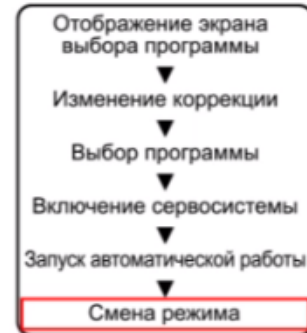 Отображение экрана
выбора программы
Изменение коррекции
Выбор программы
Включение сервосистемы
Запуск автоматической работы
Смена режима